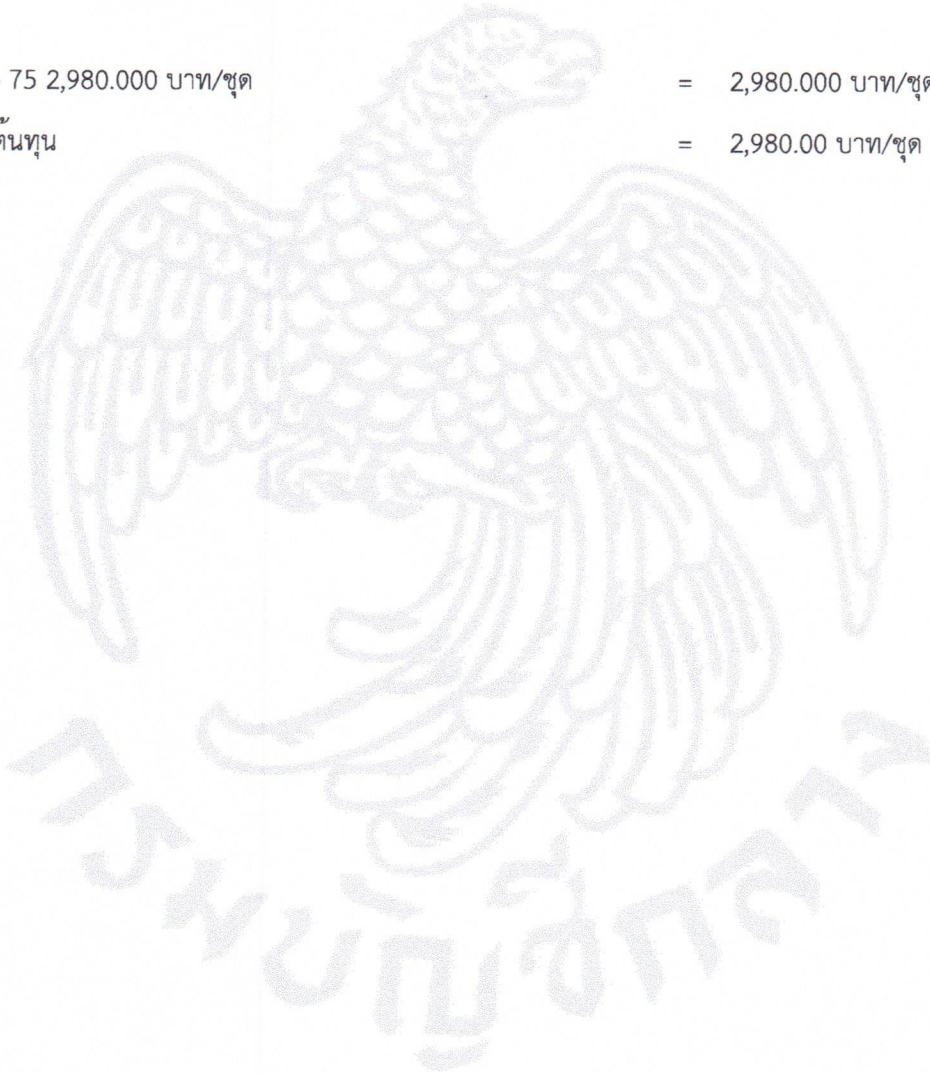 75 2,980.000 บาท/ชุด = 2,980.000 บาท/ชุด
ต้นทุน = 2,980.00 บาท/ชุด
กรมบัญชีกลาง